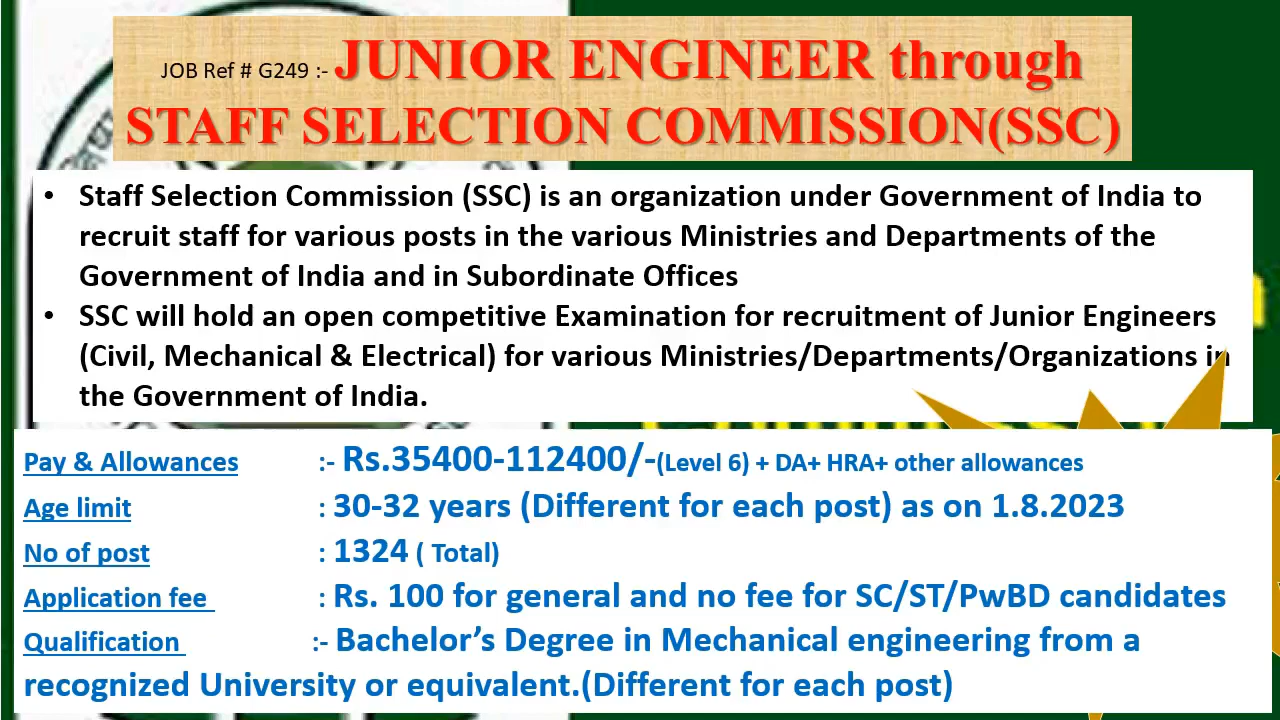 JOB Ref # G249 :- JUNIOR ENGINEER through
STAFF SELECTION COMMISSION(SSC)
• Staff Selection Commission (SSC) is an organization under Government of India to
recruit staff for various posts in the various Ministries and Departments of the
Government of India and in Subordinate Offices
• SSC will hold an open competitive Examination for recruitment of Junior Engineers
(Civil, Mechanical & Electrical) for various Ministries/Departments/Organizations in
the Government of India.
Pay & Allowances :- Rs.35400-112400/-(Level 6) + DA+ HRA+ other allowances
Age limit : 30-32 years (Different for each post) as on 1.8.2023
No of post : 1324 ( Total)
Application fee : Rs. 100 for general and no fee for SC/ST/PwBD candidates
Qualification :- Bachelor’s Degree in Mechanical engineering from a
recognized University or equivalent.(Different for each post)